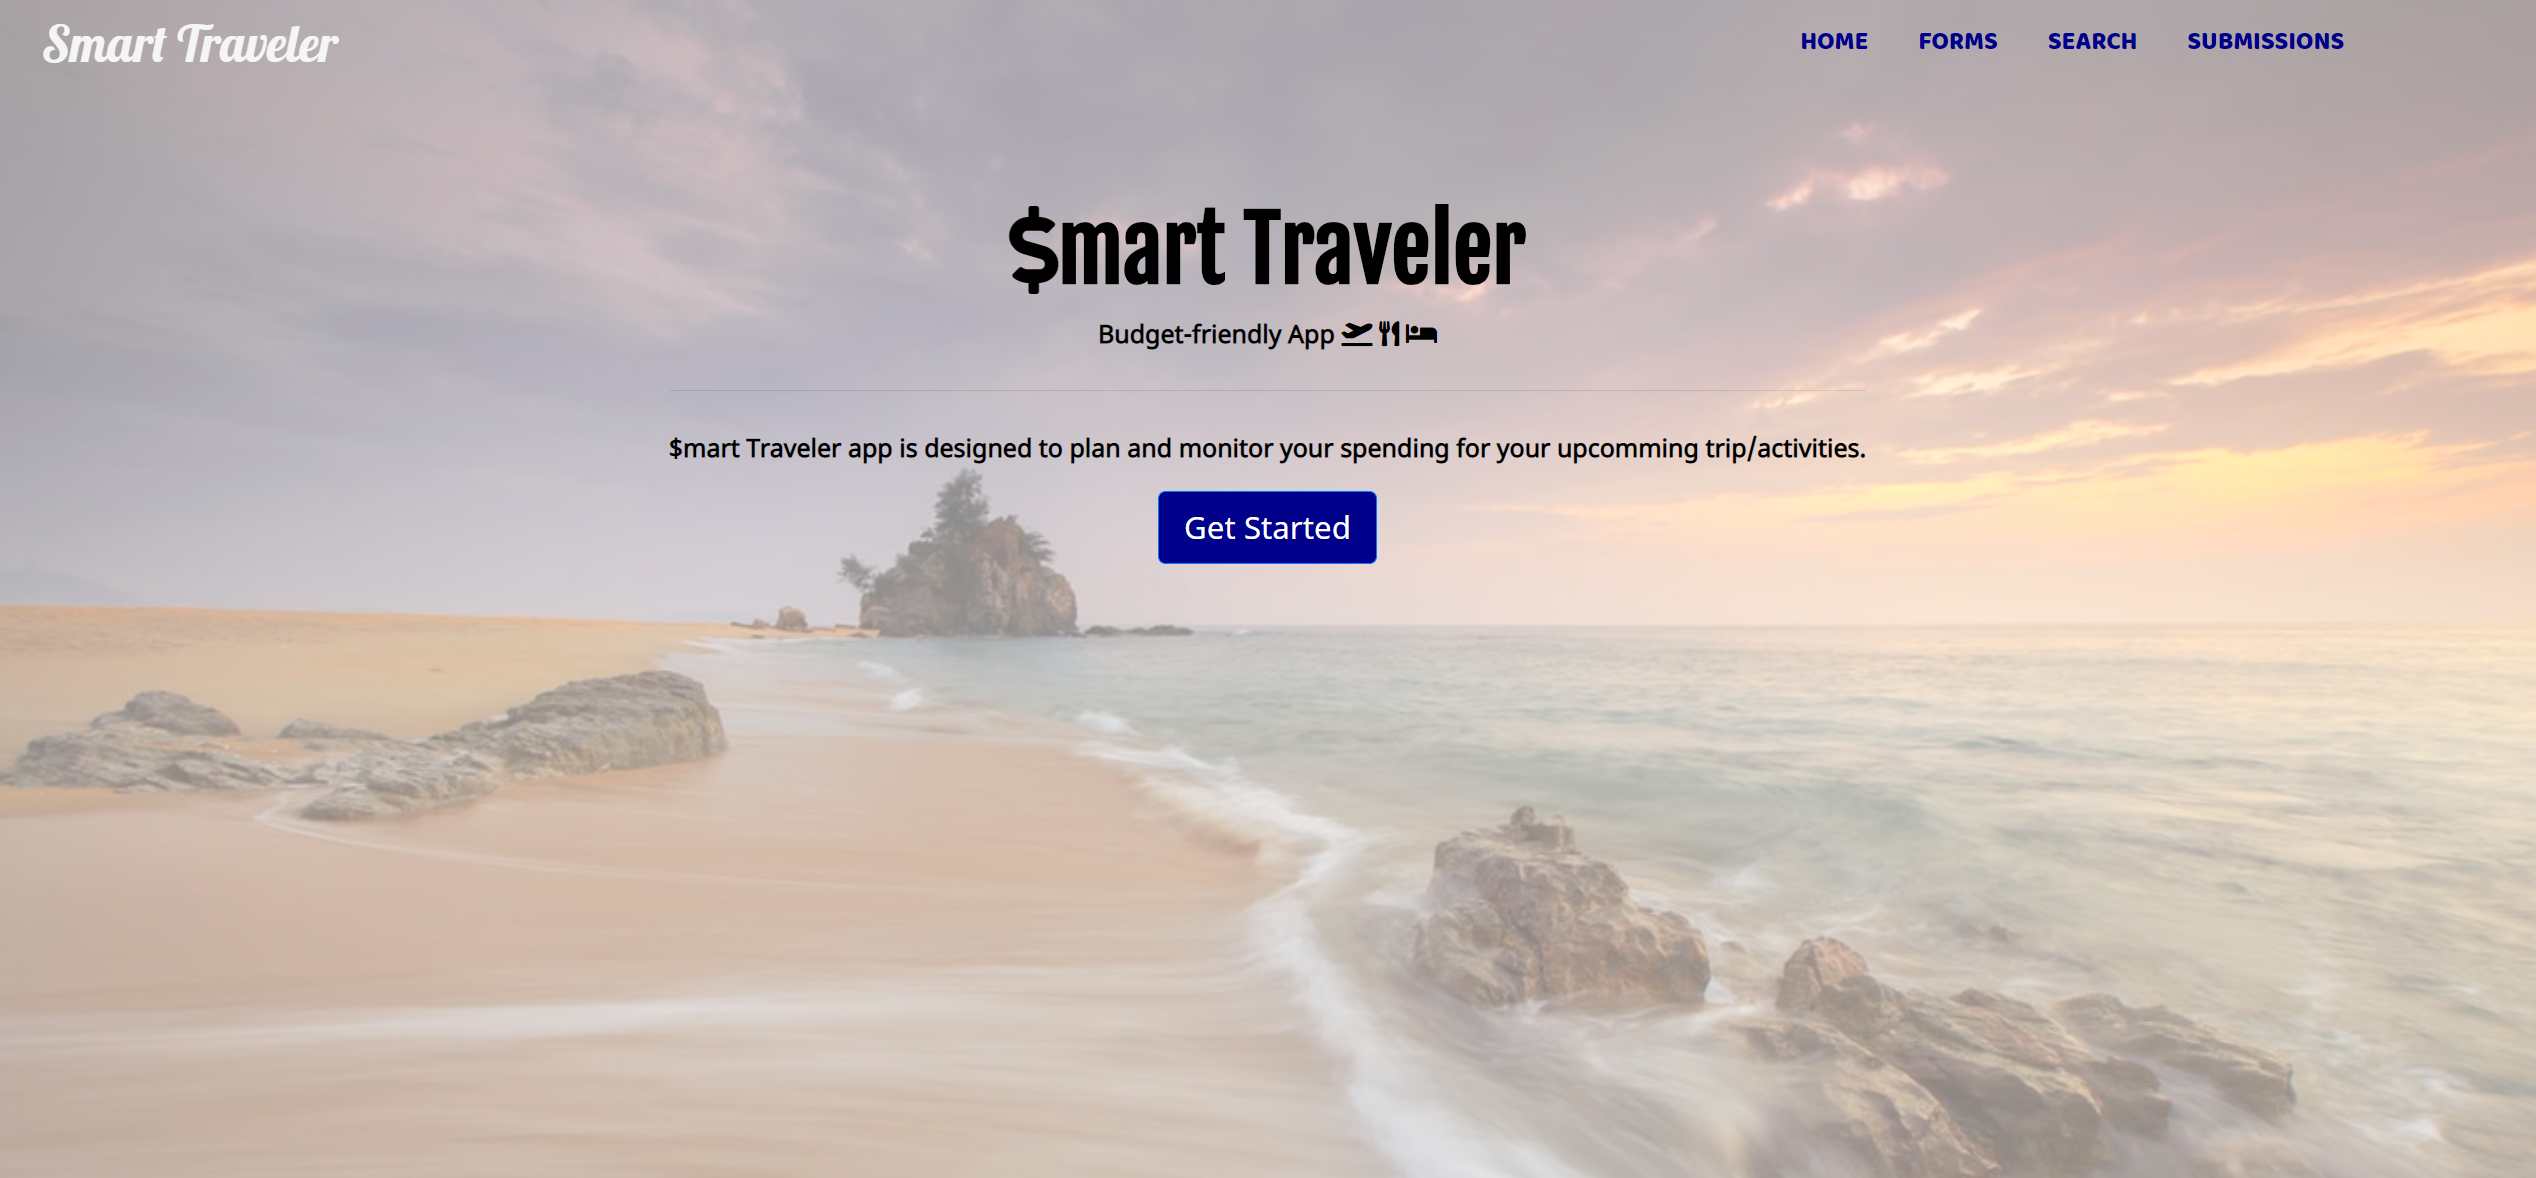 Smart Traveler
HOME FORMS SEARCH SUBMISSIONS
$mart Traveler
Budget-friendly App
$mart Traveler app is designed to plan and monitor your spending for your upcomming trip/activities.
Get Started